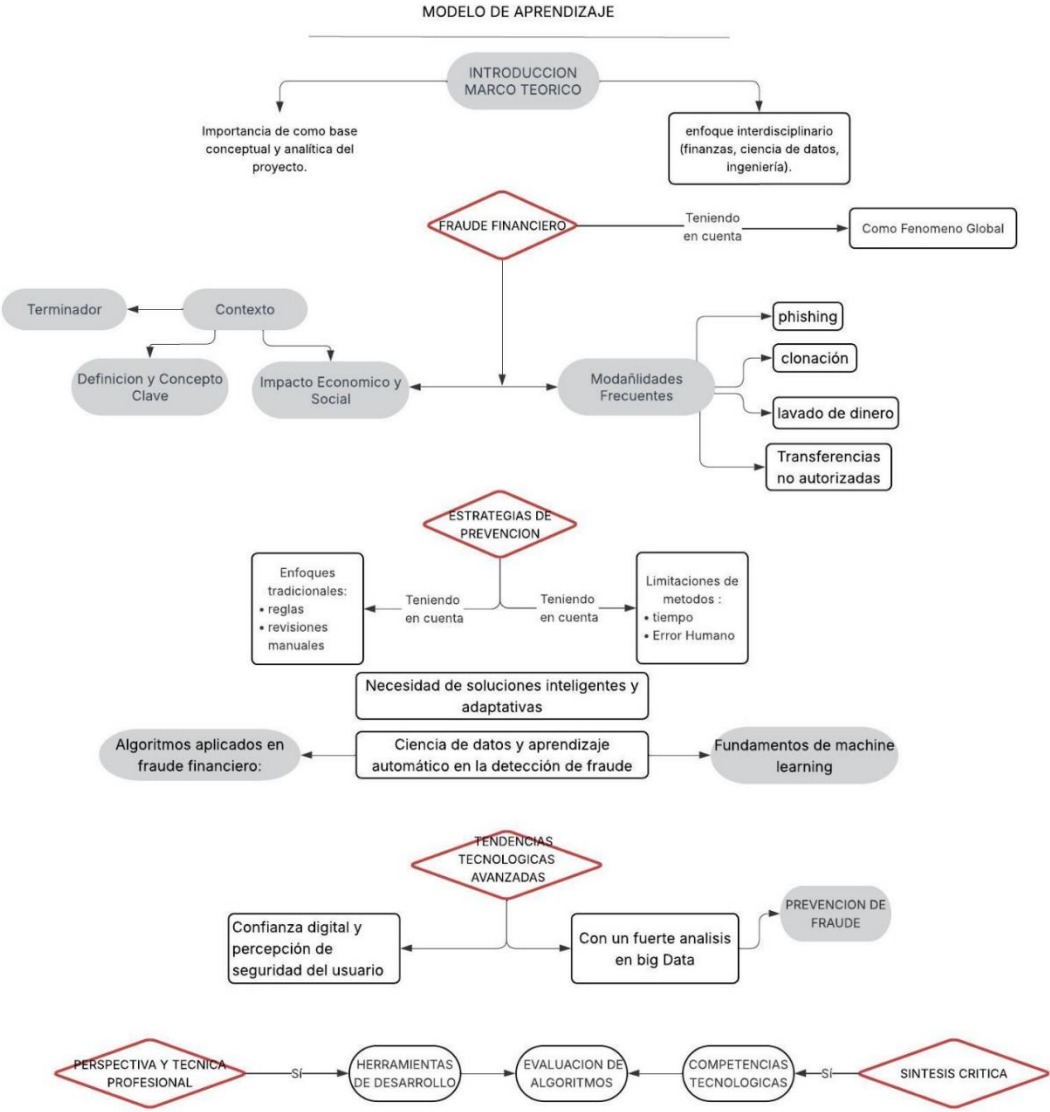 MODELO DE APRENDIZAJE
INTRODUCCION
MARCO TEORICO
Importancia de como base
conceptual y analítica del
proyecto.
enfoque interdisciplinario
(finanzas, ciencia de datos,
ingeniería).
FRAUDE FINANCIERO
Teniendo
en cuenta
Como Fenomeno Global
Terminador
Contexto
Definicion y Concepto
Clave
Impacto Economico y
Social
Modañlidades
Frecuentes
phishing
clonación
lavado de dinero
Transferencias
no autorizadas
ESTRATEGIAS DE
PREVENCION
Enfoques
tradicionales:
• reglas
• revisiones
manuales
Teniendo
en cuenta
Teniendo
en cuenta
Limitaciones de
metodos :
• tiempo
• Error Humano
Necesidad de soluciones inteligentes y
adaptativas
Algoritmos aplicados en
fraude financiero:
Ciencia de datos y aprendizaje
automático en la detección de fraude
Fundamentos de machine
learning
TENDENCIAS
TECNOLOGICAS
AVANZADAS
Confianza digital y
percepción de
seguridad del usuario
Con un fuerte analisis
en big Data
PREVENCION DE
FRAUDE
PERSPECTIVA Y TECNICA
PROFESIONAL
Sí
HERRAMIENTAS
DE DESARROLLO
EVALUACION DE
ALGORITMOS
COMPETENCIAS
TECNOLOGICAS
Sí
SINTESIS CRITICA